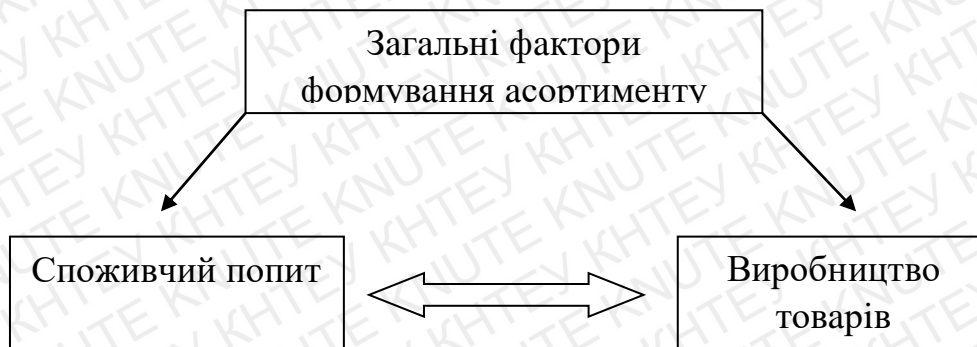 Загальні фактори
формування асортименту
Споживчий попит
Виробництво
товарів